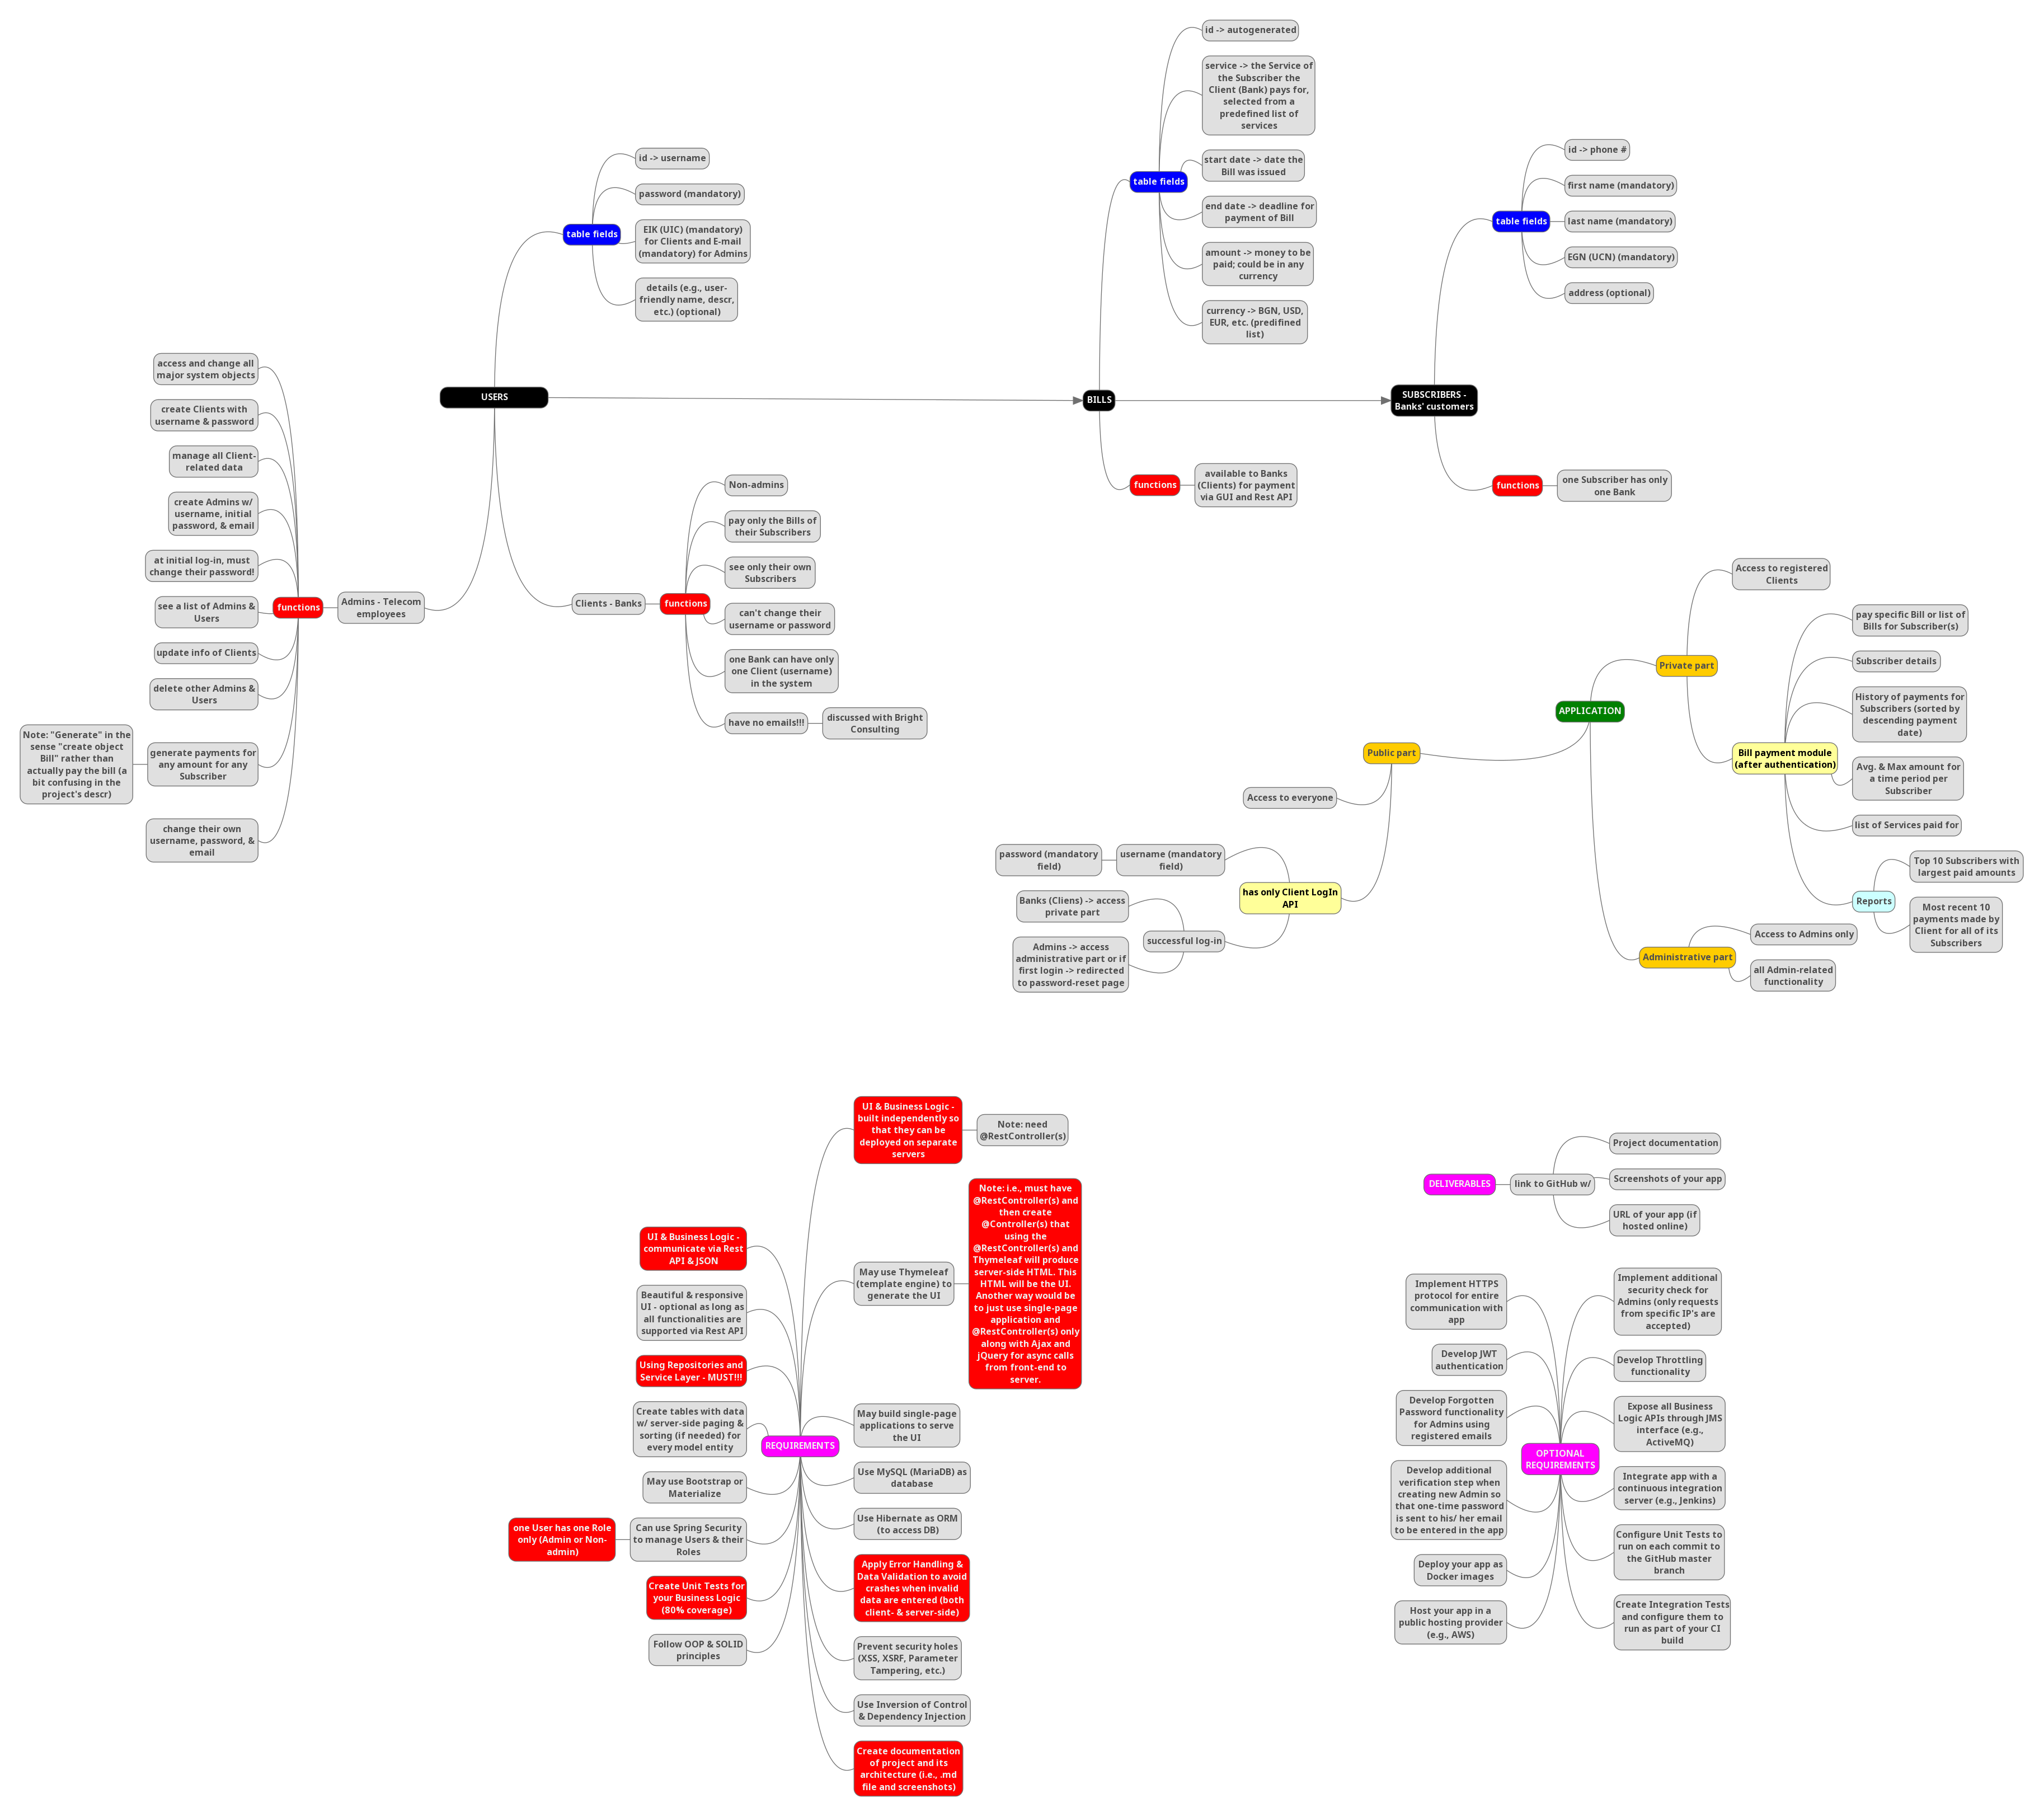 id -> autogenerated
service -> the Service of
the Subscriber the
Client (Bank) pays for,
selected from a
predefined list of
services
start date -> date the
Bill was issued
table fields
end date -> deadline for
payment of Bill
amount -> money to be
paid; could be in any
currency
currency -> BGN, USD,
EUR, etc. (predifined
list)
id -> username
password (mandatory)
table fields
EIK (UIC) (mandatory)
for Clients and E-mail
(mandatory) for Admins
details (e.g., user-
friendly name, descr,
etc.) (optional)
id -> phone #
first name (mandatory)
table fields
last name (mandatory)
EGN (UCN) (mandatory)
address (optional)
USERS
BILLS
SUBSCRIBERS -
Banks' customers
functions
available to Banks
(Clients) for payment
via GUI and Rest API
functions
one Subscriber has only
one Bank
access and change all
major system objects
create Clients with
username & password
manage all Client-
related data
create Admins w/
username, initial
password, & email
at initial log-in, must
change their password!
see a list of Admins &
Users
functions
Admins - Telecom
employees
update info of Clients
delete other Admins &
Users
Note: "Generate" in the
sense "create object
Bill" rather than
actually pay the bill (a
bit confusing in the
project's descr)
generate payments for
any amount for any
Subscriber
change their own
username, password, &
email
Non-admins
pay only the Bills of
their Subscribers
see only their own
Subscribers
Clients - Banks
functions
can't change their
username or password
one Bank can have only
one Client (username)
in the system
have no emails!!!
discussed with Bright
Consulting
Access to registered
Clients
pay specific Bill or list of
Bills for Subscriber(s)
Private part
Subscriber details
History of payments for
Subscribers (sorted by
descending payment
date)
APPLICATION
Public part
Bill payment module
(after authentication)
Avg. & Max amount for
a time period per
Subscriber
Access to everyone
list of Services paid for
password (mandatory
field)
username (mandatory
field)
has only Client LogIn
API
Banks (Cliens) -> access
private part
successful log-in
Admins -> access
administrative part or if
first login -> redirected
to password-reset page
Top 10 Subscribers with
largest paid amounts
Reports
Most recent 10
payments made by
Client for all of its
Subscribers
Access to Admins only
Administrative part
all Admin-related
functionality
UI & Business Logic -
built independently so
that they can be
deployed on separate
servers
Note: need
@RestController(s)
UI & Business Logic -
communicate via Rest
API & JSON
Beautiful & responsive
UI - optional as long as
all functionalities are
supported via Rest API
Using Repositories and
Service Layer - MUST!!!
Create tables with data
w/ server-side paging &
sorting (if needed) for
every model entity
REQUIREMENTS
May use Bootstrap or
Materialize
one User has one Role
only (Admin or Non-
admin)
Can use Spring Security
to manage Users & their
Roles
Create Unit Tests for
your Business Logic
(80% coverage)
Follow OOP & SOLID
principles
May use Thymeleaf
(template engine) to
generate the UI
Note: i.e., must have
@RestController(s) and
then create
@Controller(s) that
using the
@RestController(s) and
Thymeleaf will produce
server-side HTML. This
HTML will be the UI.
Another way would be
to just use single-page
application and
@RestController(s) only
along with Ajax and
jQuery for async calls
from front-end to
server.
May build single-page
applications to serve
the UI
Use MySQL (MariaDB) as
database
Use Hibernate as ORM
(to access DB)
Apply Error Handling &
Data Validation to avoid
crashes when invalid
data are entered (both
client- & server-side)
Prevent security holes
(XSS, XSRF, Parameter
Tampering, etc.)
Use Inversion of Control
& Dependency Injection
Create documentation
of project and its
architecture (i.e., .md
file and screenshots)
Project documentation
DELIVERABLES
link to GitHub w/
Screenshots of your app
URL of your app (if
hosted online)
Implement HTTPS
protocol for entire
communication with
app
Develop JWT
authentication
Develop Forgotten
Password functionality
for Admins using
registered emails
OPTIONAL
REQUIREMENTS
Develop additional
verification step when
creating new Admin so
that one-time password
is sent to his/ her email
to be entered in the app
Deploy your app as
Docker images
Host your app in a
public hosting provider
(e.g., AWS)
Implement additional
security check for
Admins (only requests
from specific IP's are
accepted)
Develop Throttling
functionality
Expose all Business
Logic APIs through JMS
interface (e.g.,
ActiveMQ)
Integrate app with a
continuous integration
server (e.g., Jenkins)
Configure Unit Tests to
run on each commit to
the GitHub master
branch
Create Integration Tests
and configure them to
run as part of your CI
build